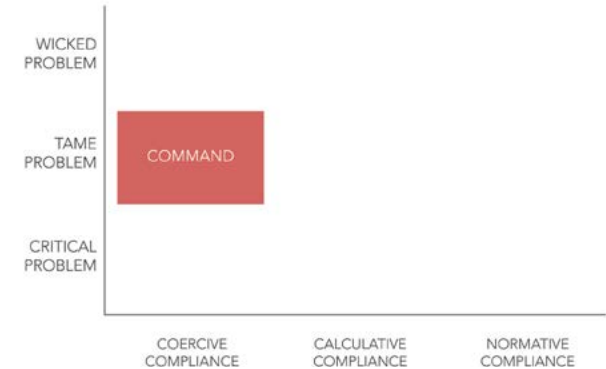 WICKED
PROBLEM
TAME
PROBLEM
COMMAND
CRITICAL
PROBLEM
COERCIVE
COMPLIANCE
CALCULATIVE
COMPLIANCE
NORMATIVE
COMPLIANCE